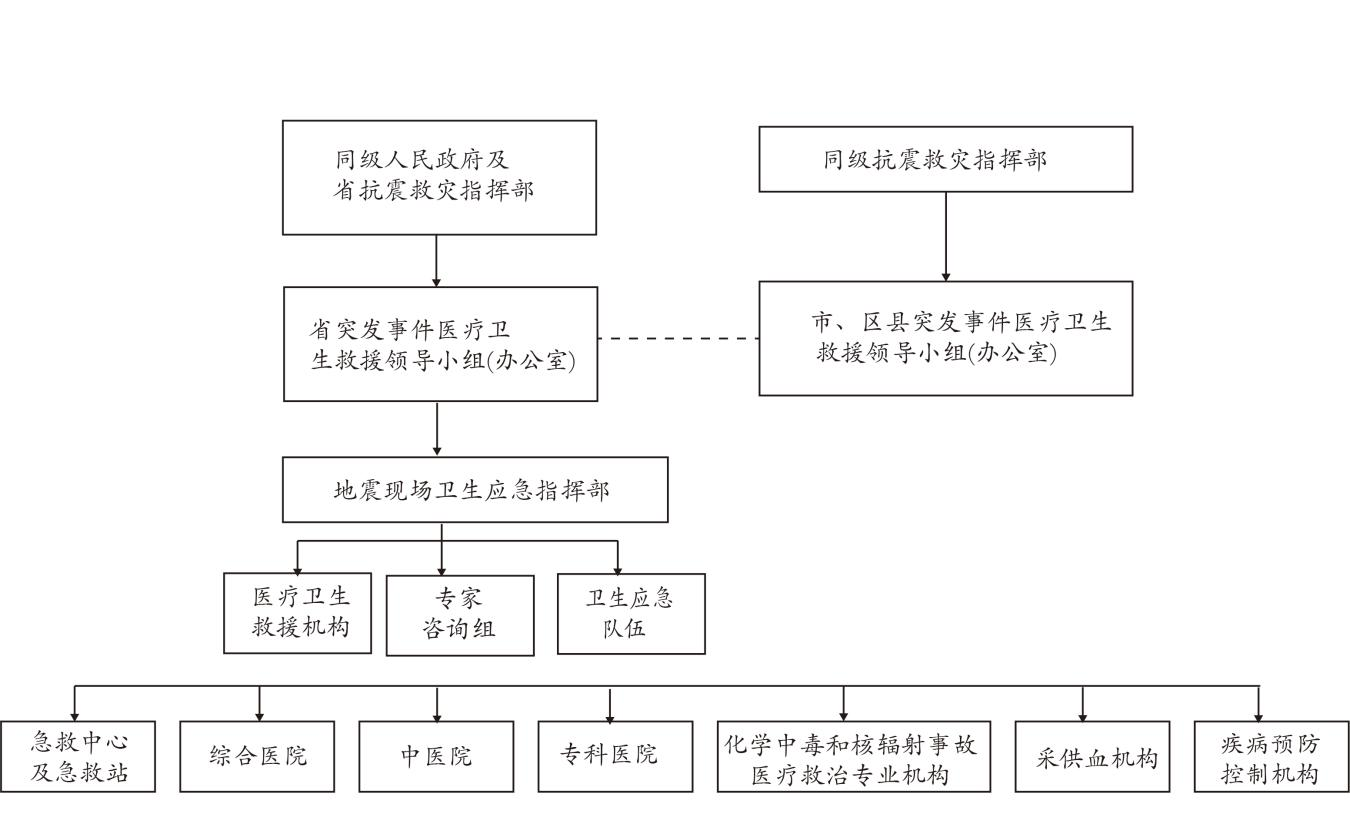 同级人民政府及
省抗震救灾指挥部
同级抗震救灾指挥部
省突发事件医疗卫
生救援领导小组(办公室)
市、区县突发事件医疗卫生
救援领导小组(办公室)
地震现场卫生应急指挥部
医疗卫生
救援机构
专家
咨询组
卫生应急
队伍
急救中心
及急救站
综合医院
中医院
专科医院
化学中毒和核辐射事故
医疗救治专业机构
采供血机构
疾病预防
控制机构